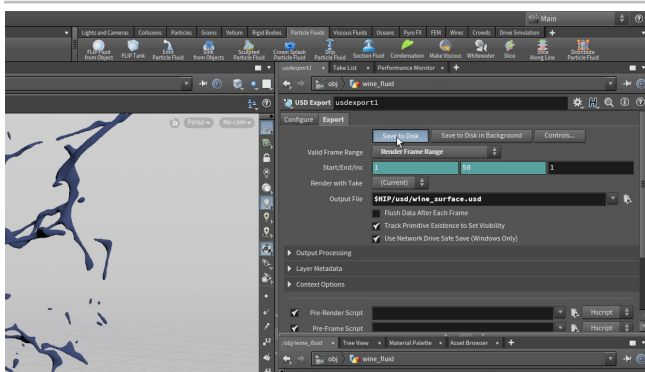 Main
Lights and Cameras Collisions Particles Grains Vellum Rigid Bodies Particle Fluids Viscous Fluids Oceans Pyro FX FEM Wires Crowds Drive Simulation
FLIP Fluid from Object FLIP Tank Emit Particle Fluid Sink from Objects Sculpted Particle Fluid Crown Splash Particle Fluid Drip Particle Fluid Suction Fluid Condensation Make Viscous Whitewater Slice Slice Along Line Distribute Particle Fluid
usdexport1 Take List Performance Monitor
obj wine_fluid
USD Export usdexport1
Persp No cam
Configure Export
Save to Disk Save to Disk in Background Controls...
Valid Frame Range Render Frame Range
Start/End/Inc 1 50 1
Render with Take (Current)
Output File $HIP/usd/wine_surface.usd
Flush Data After Each Frame
Track Primitive Existence to Set Visibility
Use Network Drive Safe Save (Windows Only)
Output Processing
Layer Metadata
Context Options
Pre-Render Script Hscript
Pre-Frame Script Hscript
/obj/wine_fluid Tree View Material Palette Asset Browser
obj wine_fluid